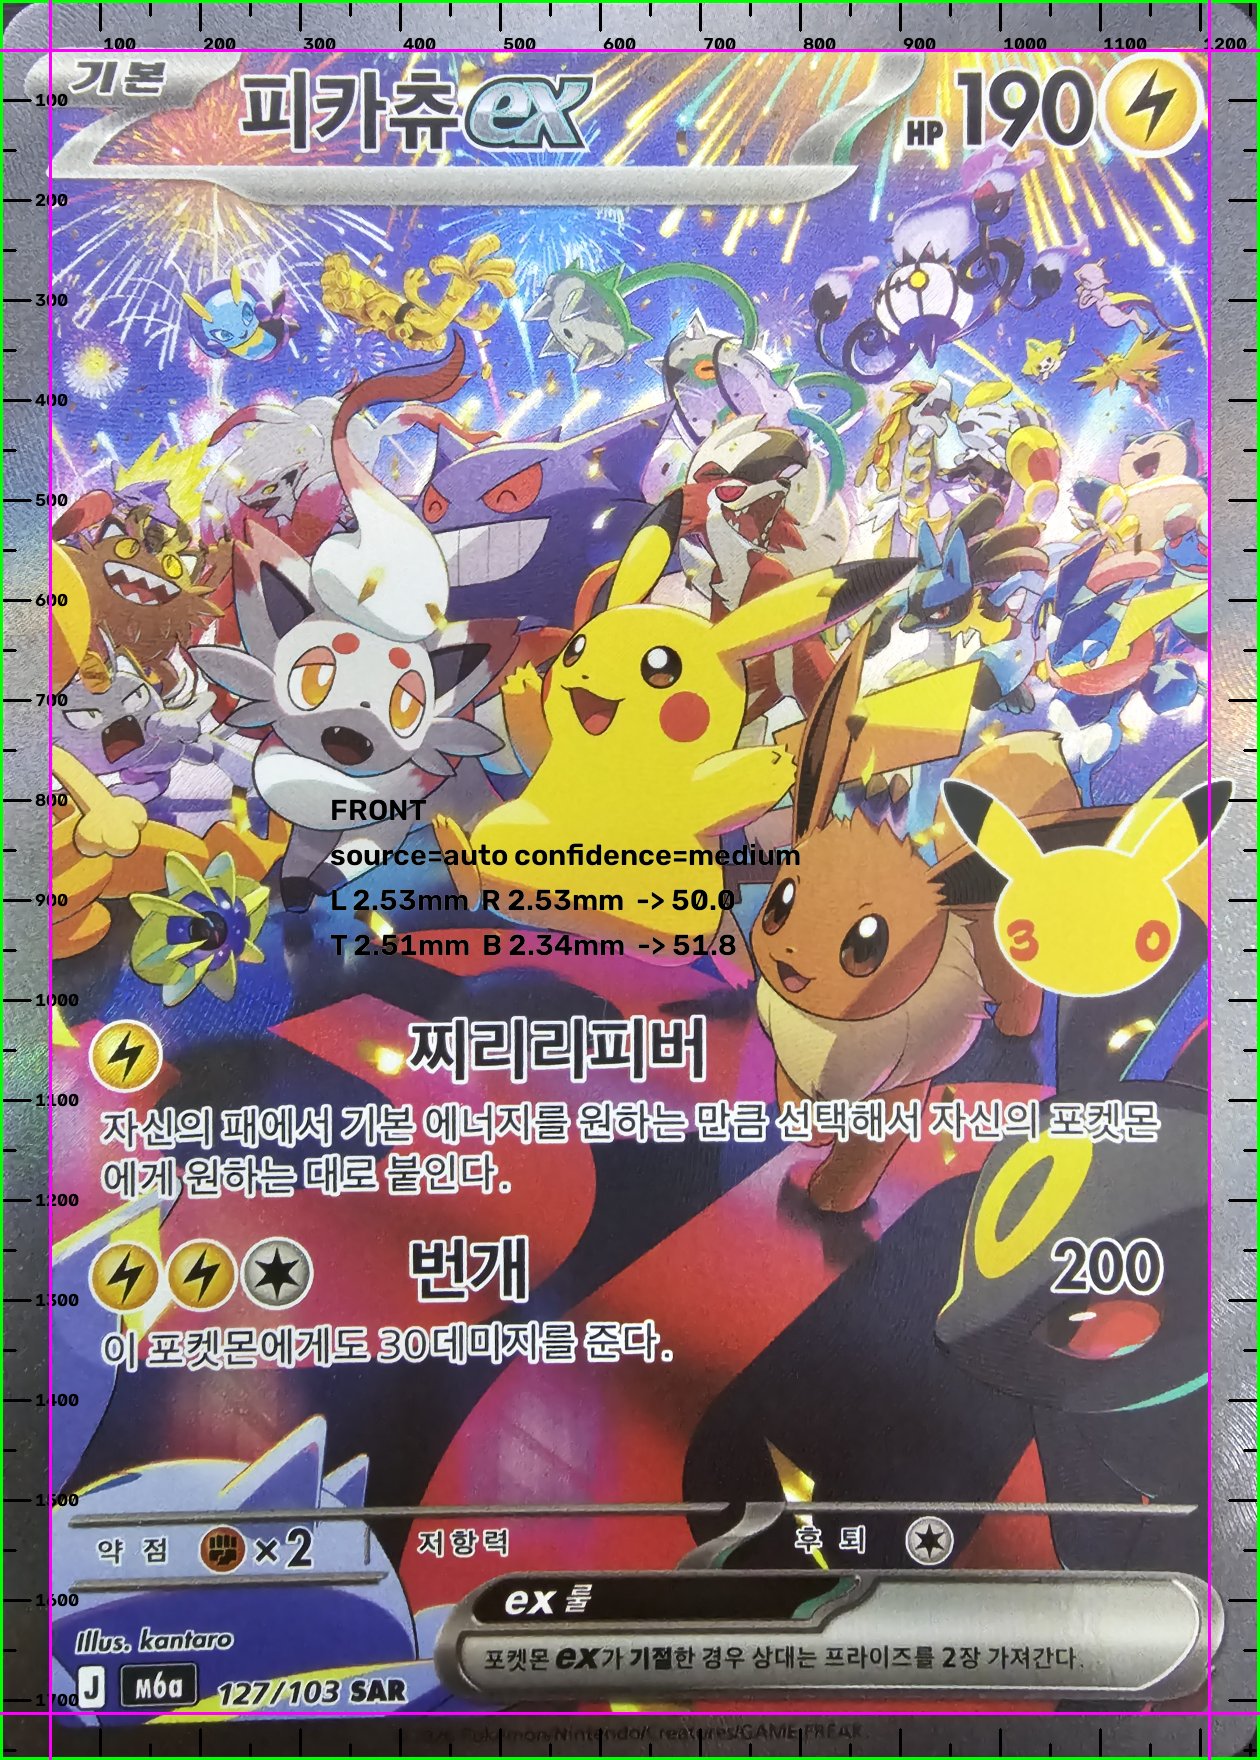 100 200 300 400 500 600 700 800 900 1000 1100 1200
기본
피카츄ex
HP 190
100
200
300
400
500
600
700
800
FRONT
source=auto confidence=medium
900
L 2.53mm R 2.53mm -> 50.0
T 2.51mm B 2.34mm -> 51.8
3 0
1000
찌리리피버
1100
자신의 패에서 기본 에너지를 원하는 만큼 선택해서 자신의 포켓몬
에게 원하는 대로 붙인다.
1200
번개 200
1300
이 포켓몬에게도 30데미지를 준다.
1400
1500
약점 ×2 저항력 후퇴
1600
ex 룰
포켓몬 ex가 기절한 경우 상대는 프라이즈를 2장 가져간다.
Illus. kantaro
1700
J M6a 127/103 SAR
Pokémon/Nintendo/Creatures/GAME FREAK